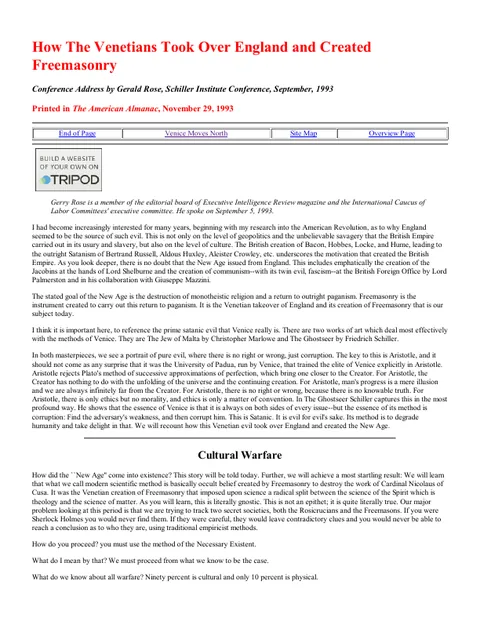 How The Venetians Took Over England and Created
Freemasonry
Conference Address by Gerald Rose, Schiller Institute Conference, September, 1993
Printed in The American Almanac, November 29, 1993
End of Page Venice Moves North Site Map Overview Page
BUILD A WEBSITE
OF YOUR OWN ON
TRIPOD
Gerry Rose is a member of the editorial board of Executive Intelligence Review magazine and the International Caucus of
Labor Committees' executive committee. He spoke on September 5, 1993.
I had become increasingly interested for many years, beginning with my research into the American Revolution, as to why England
seemed to be the source of such evil. This is not only on the level of geopolitics and the unbelievable savagery that the British Empire
carried out in its usury and slavery, but also on the level of culture. The British creation of Bacon, Hobbes, Locke, and Hume, leading to
the outright Satanism of Bertrand Russell, Aldous Huxley, Aleister Crowley, etc. underscores the motivation that created the British
Empire. As you look deeper, there is no doubt that the New Age issued from England. This includes emphatically the creation of the
Jacobins at the hands of Lord Shelburne and the creation of communism--with its twin evil, fascism--at the British Foreign Office by Lord
Palmerston and in his collaboration with Giuseppe Mazzini.
The stated goal of the New Age is the destruction of monotheistic religion and a return to outright paganism. Freemasonry is the
instrument created to carry out this return to paganism. It is the Venetian takeover of England and its creation of Freemasonry that is our
subject today.
I think it is important here, to reference the prime satanic evil that Venice really is. There are two works of art which deal most effectively
with the methods of Venice. They are The Jew of Malta by Christopher Marlowe and The Ghostseer by Friedrich Schiller.
In both masterpieces, we see a portrait of pure evil, where there is no right or wrong, just corruption. The key to this is Aristotle, and it
should not come as any surprise that it was the University of Padua, run by Venice, that trained the elite of Venice explicitly in Aristotle.
Aristotle rejects Plato's method of successive approximations of perfection, which bring one closer to the Creator. For Aristotle, the
Creator has nothing to do with the unfolding of the universe and the continuing creation. For Aristotle, man's progress is a mere illusion
and we are always infinitely far from the Creator. For Aristotle, there is no right or wrong, because there is no knowable truth. For
Aristotle, there is only ethics but no morality, and ethics is only a matter of convention. In The Ghostseer Schiller captures this in the most
profound way. He shows that the essence of Venice is that it is always on both sides of every issue--but the essence of its method is
corruption: Find the adversary's weakness, and then corrupt him. This is Satanic. It is evil for evil's sake. Its method is to degrade
humanity and take delight in that. We will recount how this Venetian evil took over England and created the New Age.
Cultural Warfare
How did the ``New Age'' come into existence? This story will be told today. Further, we will achieve a most startling result: We will learn
that what we call modern scientific method is basically occult belief created by Freemasonry to destroy the work of Cardinal Nicolaus of
Cusa. It was the Venetian creation of Freemasonry that imposed upon science a radical split between the science of the Spirit which is
theology and the science of matter. As you will learn, this is literally gnostic. This is not an epithet; it is quite literally true. Our major
problem looking at this period is that we are trying to track two secret societies, both the Rosicrucians and the Freemasons. If you were
Sherlock Holmes you would never find them. If they were careful, they would leave contradictory clues and you would never be able to
reach a conclusion as to who they are, using traditional empiricist methods.
How do you proceed? you must use the method of the Necessary Existent.
What do I mean by that? We must proceed from what we know to be the case.
What do we know about all warfare? Ninety percent is cultural and only 10 percent is physical.